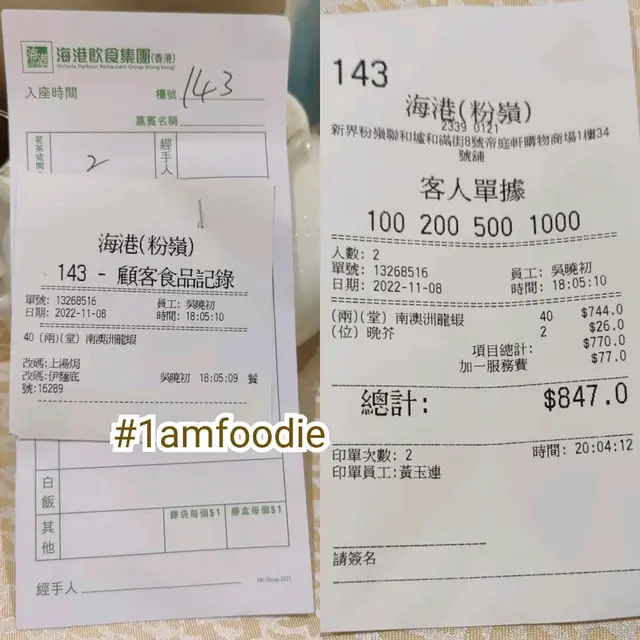 海港飲食集團(香港)
Victoria Harbour Restaurant Group (Hong Kong)
入座時間
檯號 143
嘉賓名稱
2
經手人
1
海港(粉嶺)
143 - 顧客食品記錄
單號: 13268516 員工: 吳曉初
日期: 2022-11-08 時間: 18:05:10
40 (兩)(堂) 南澳洲龍蝦
改碼:上湯焗
改碼:伊麵底 吳曉初 18:05:09 餐
號:16289
#1amfoodie
白飯
其他
膠袋每個$1 膠盒每個$1
經手人
143
海港(粉嶺)
2339 0121
新界粉嶺聯和墟和滿街8號帝庭軒購物商場1樓34
號舖
客人單據
100 200 500 1000
人數: 2
單號: 13268516 員工: 吳曉初
日期: 2022-11-08 時間: 18:05:10
(兩)(堂) 南澳洲龍蝦 40 $744.0
(位) 晚芥 2 $26.0
項目總計: $770.0
加一服務費 $77.0
總計: $847.0
印單次數: 2 時間: 20:04:12
印單員工:黃玉連
請簽名